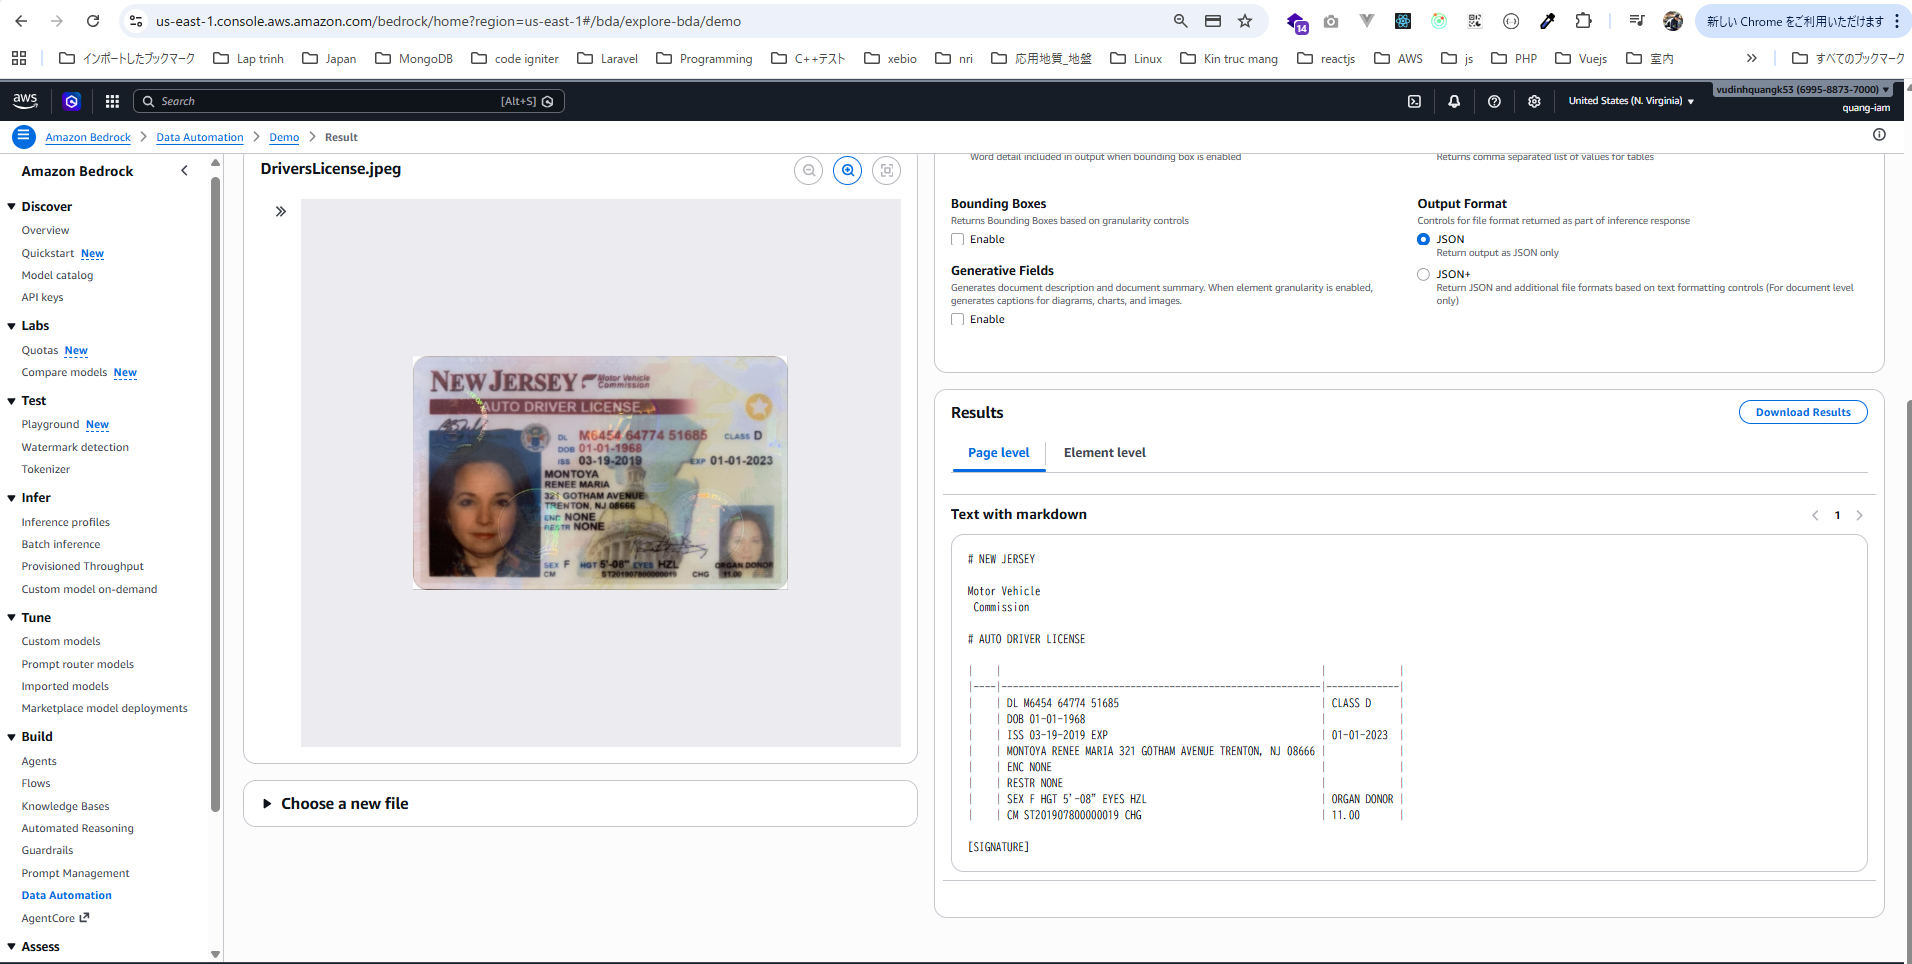 us-east-1.console.aws.amazon.com/bedrock/home?region=us-east-1#/bda/explore-bda/demo
14
新しい Chrome をご利用いただけます
インポートしたブックマーク
Lap trinh
Japan
MongoDB
code igniter
Laravel
Programming
C++テスト
xebio
nri
応用地質_地盤
Linux
Kin truc mang
reactjs
AWS
js
PHP
Vuejs
室内
»
すべてのブックマーク
aws
Search
[Alt+S]
United States (N. Virginia)
vudinhquangk53 (6995-8873-7000)
quang-iam
Amazon Bedrock
Data Automation
Demo
Result
Amazon Bedrock
Discover
Overview
Quickstart New
Model catalog
API keys
Labs
Quotas New
Compare models New
Test
Playground New
Watermark detection
Tokenizer
Infer
Inference profiles
Batch inference
Provisioned Throughput
Custom model on-demand
Tune
Custom models
Prompt router models
Imported models
Marketplace model deployments
Build
Agents
Flows
Knowledge Bases
Automated Reasoning
Guardrails
Prompt Management
Data Automation
AgentCore
Assess
DriversLicense.jpeg
NEW JERSEY Motor Vehicle
Commission
AUTO DRIVER LICENSE
DL M6454 64774 51685 CLASS D
DOB 01-01-1968
ISS 03-19-2019 EXP 01-01-2023
MONTOYA
RENEE MARIA
321 GOTHAM AVENUE
TRENTON, NJ 08666
END NONE
RESTR NONE
SEX F HGT 5'-08" EYES HZL ORGAN DONOR
CM ST201907800000019 CHG 11.00
Choose a new file
Word detail included in output when bounding box is enabled
Returns comma separated list of values for tables
Bounding Boxes
Returns Bounding Boxes based on granularity controls
Enable
Generative Fields
Generates document description and document summary. When element granularity is enabled,
generates captions for diagrams, charts, and images.
Enable
Output Format
Controls for file format returned as part of inference response
JSON
Return output as JSON only
JSON+
Return JSON and additional file formats based on text formatting controls (For document level
only)
Results
Download Results
Page level
Element level
Text with markdown
1
# NEW JERSEY
Motor Vehicle
Commission
# AUTO DRIVER LICENSE
| | | |
|----|---------------------------------------------------------|-------------|
| | DL M6454 64774 51685 | CLASS D |
| | DOB 01-01-1968 | |
| | ISS 03-19-2019 EXP | 01-01-2023 |
| | MONTOYA RENEE MARIA 321 GOTHAM AVENUE TRENTON, NJ 08666 | |
| | ENC NONE | |
| | RESTR NONE | |
| | SEX F HGT 5'-08" EYES HZL | ORGAN DONOR |
| | CM ST201907800000019 CHG | 11.00 |
[SIGNATURE]